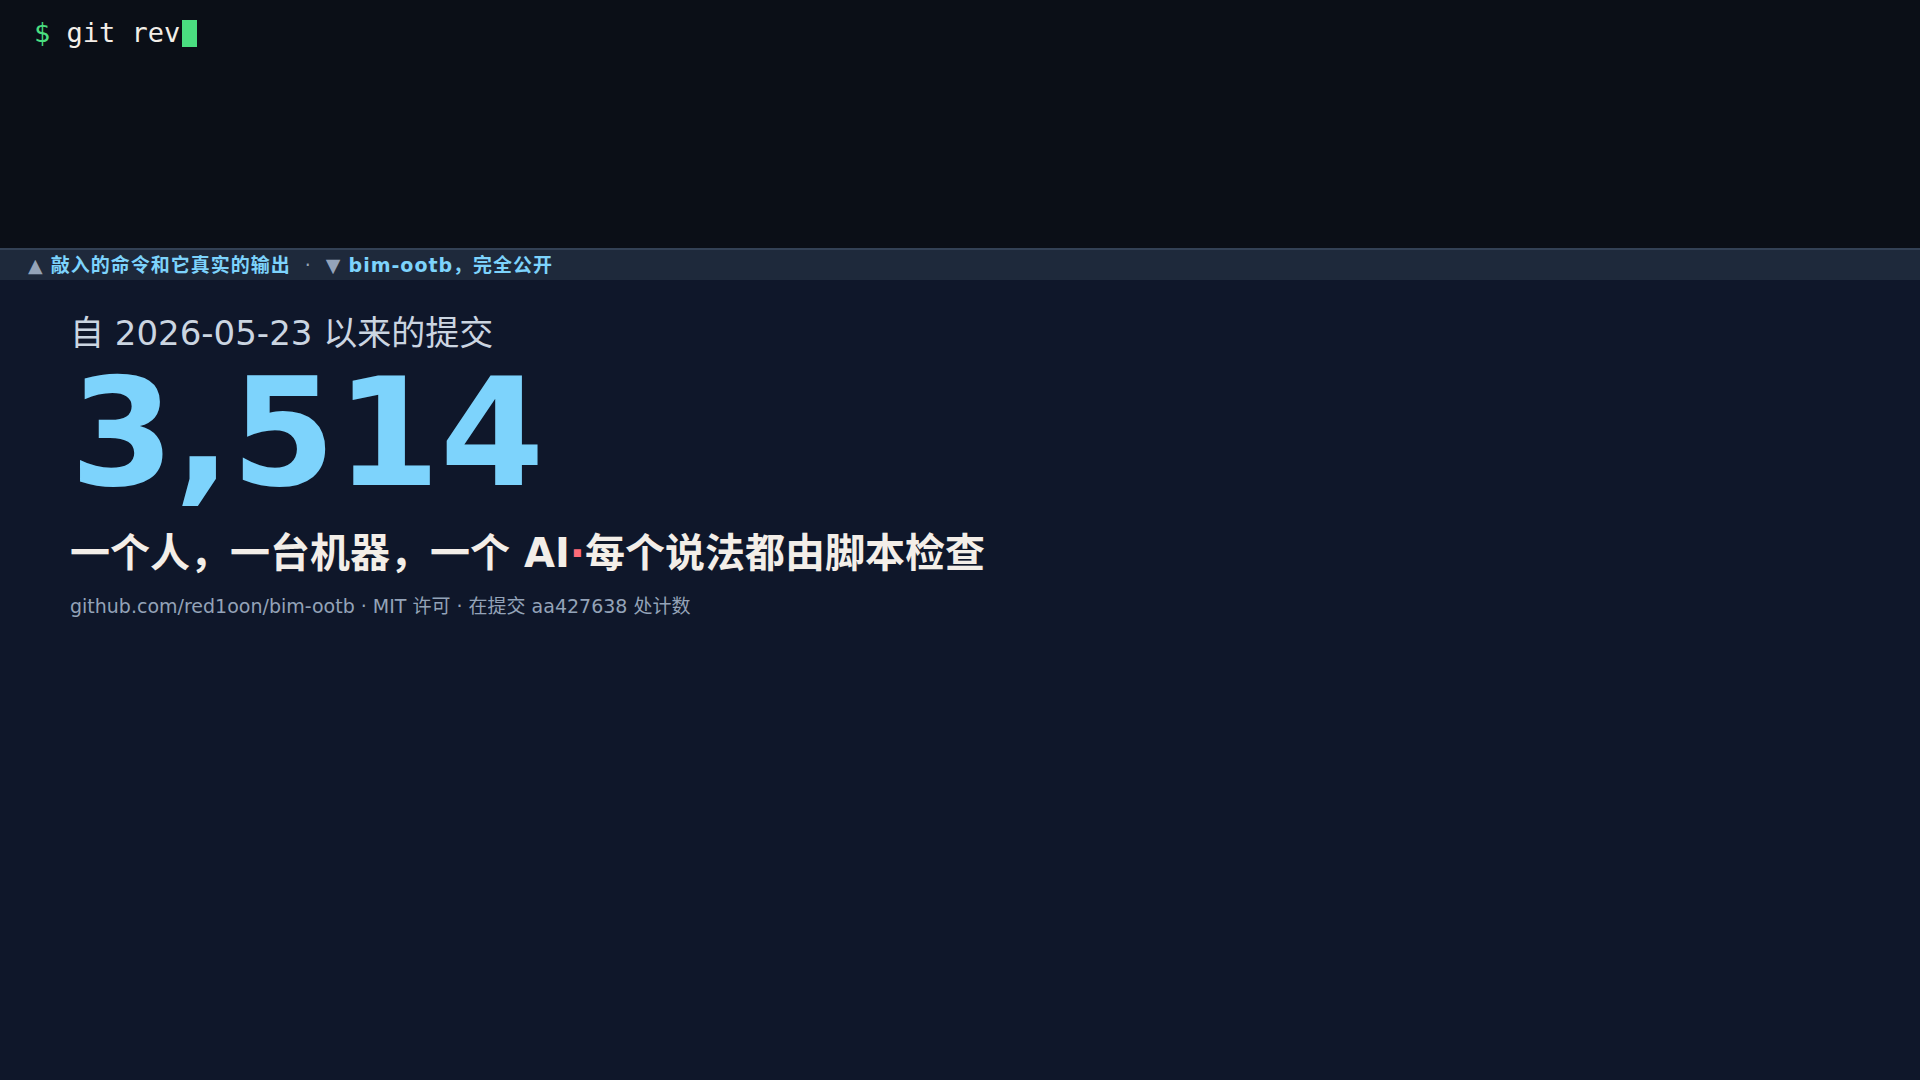 $ git rev
▲ 敲入的命令和它真实的输出 · ▼ bim-ootb，完全公开
自 2026-05-23 以来的提交
3,514
一个人，一台机器，一个 AI·每个说法都由脚本检查
github.com/red1oon/bim-ootb · MIT 许可 · 在提交 aa427638 处计数